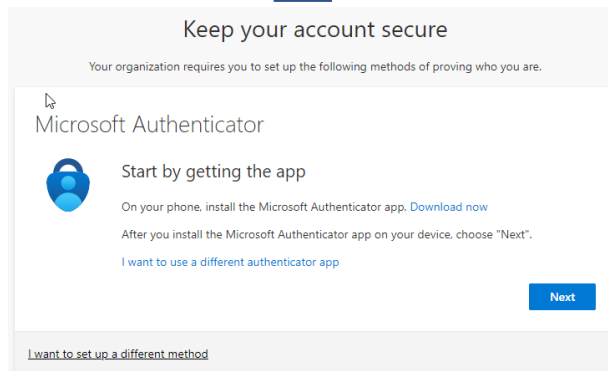 Keep your account secure
Your organization requires you to set up the following methods of proving who you are.
Microsoft Authenticator
Start by getting the app
On your phone, install the Microsoft Authenticator app. Download now
After you install the Microsoft Authenticator app on your device, choose "Next".
I want to use a different authenticator app
Next
I want to set up a different method